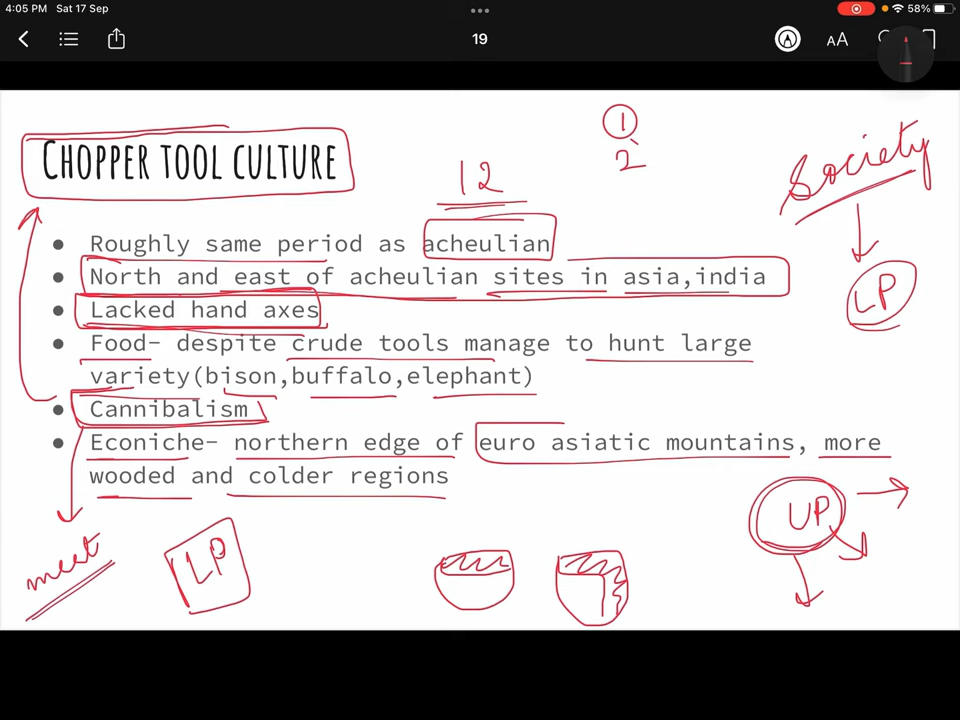 4:05 PM Sat 17 Sep
58%
19
AA
1
2
CHOPPER TOOL CULTURE
12
Society
• Roughly same period as acheulian
• North and east of acheulian sites in asia,india
LP
• Lacked hand axes
• Food- despite crude tools manage to hunt large
variety(bison,buffalo,elephant)
• Cannibalism
• Econiche- northern edge of euro asiatic mountains, more
wooded and colder regions
UP
meet
LP